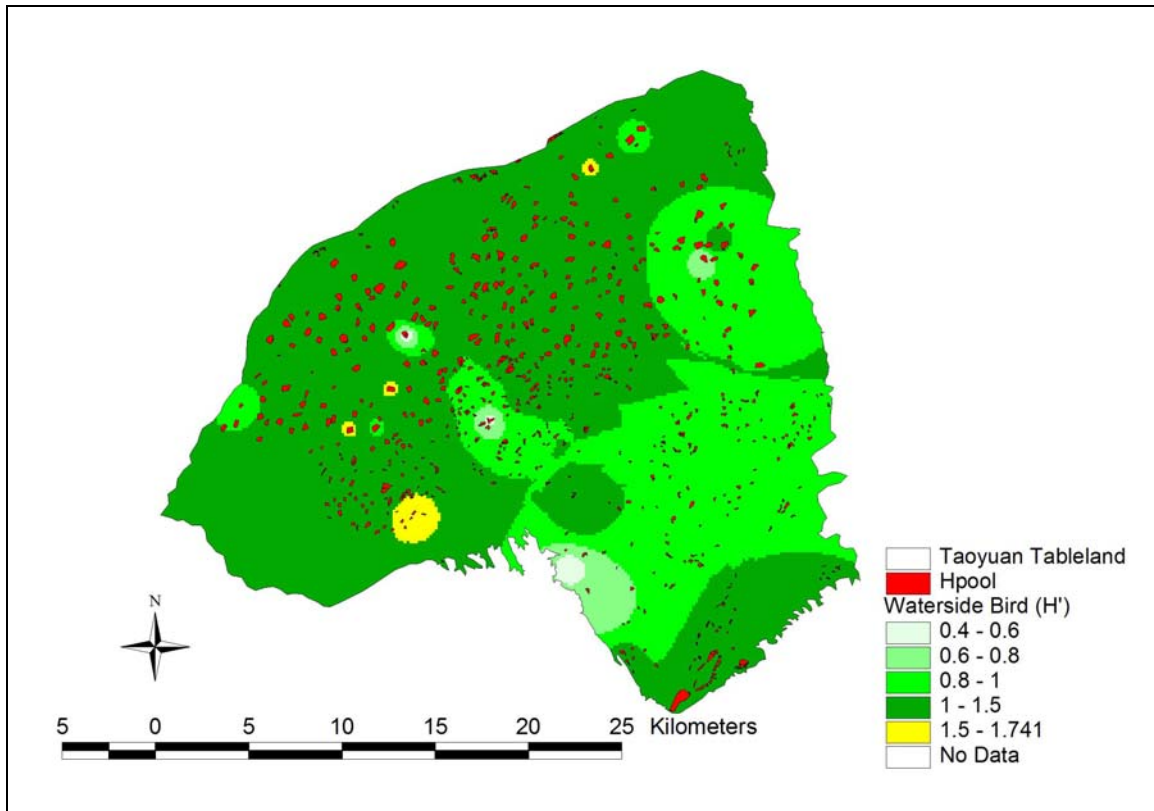 Taoyuan Tableland
Hpool
Waterside Bird (H')
0.4 - 0.6
0.6 - 0.8
0.8 - 1
1 - 1.5
1.5 - 1.741
No Data
N
5 0 5 10 15 20 25 Kilometers